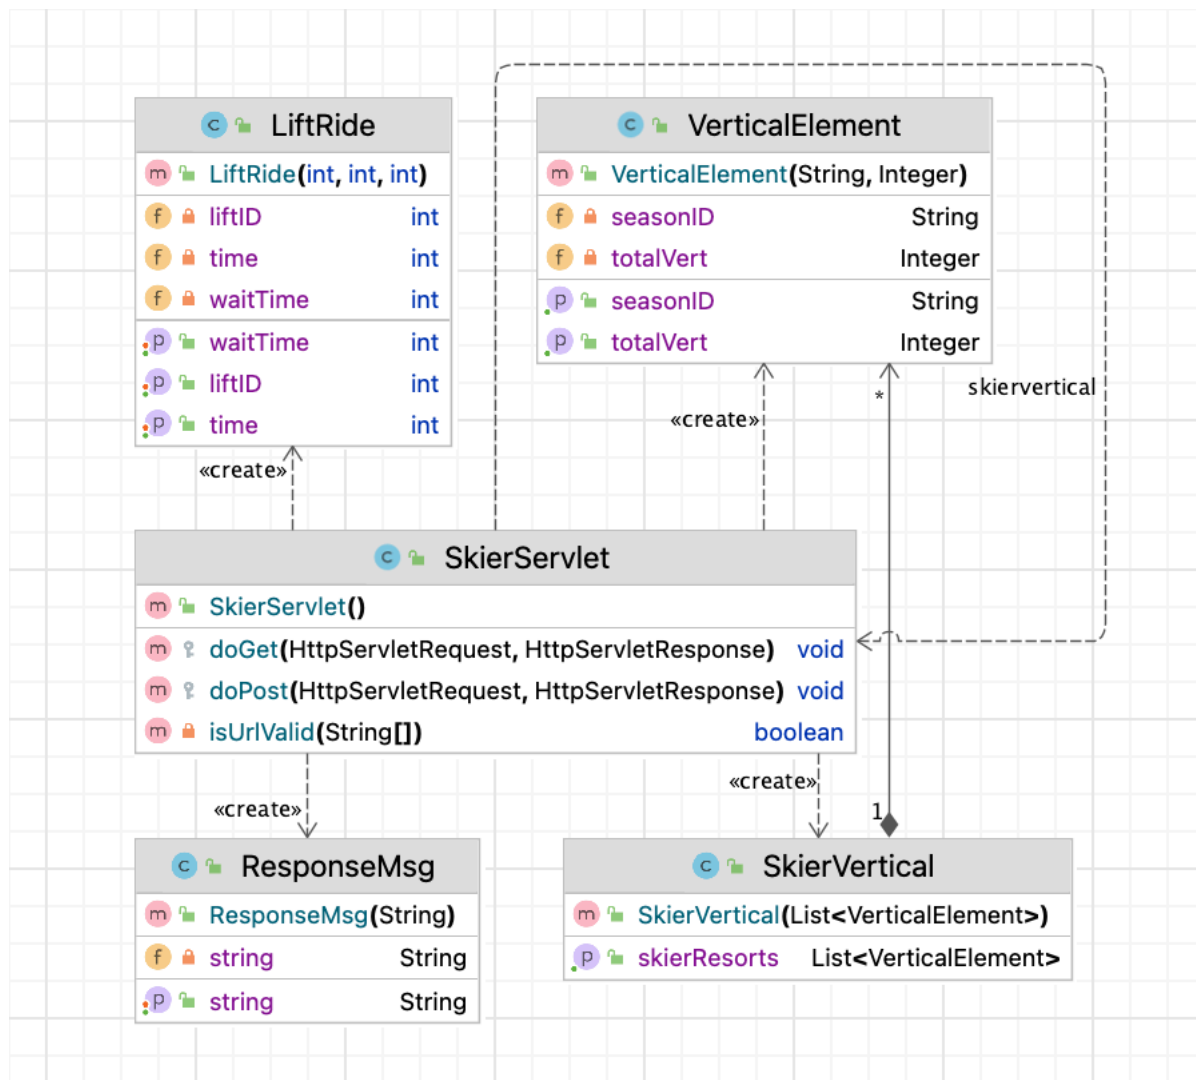 LiftRide
LiftRide(int, int, int)
liftID int
time int
waitTime int
waitTime int
liftID int
time int
VerticalElement
VerticalElement(String, Integer)
seasonID String
totalVert Integer
seasonID String
totalVert Integer
skiervertical
*
«create»
«create»
SkierServlet
SkierServlet()
doGet(HttpServletRequest, HttpServletResponse) void
doPost(HttpServletRequest, HttpServletResponse) void
isUrlValid(String[]) boolean
«create»
«create»
1
ResponseMsg
ResponseMsg(String)
string String
string String
SkierVertical
SkierVertical(List<VerticalElement>)
skierResorts List<VerticalElement>